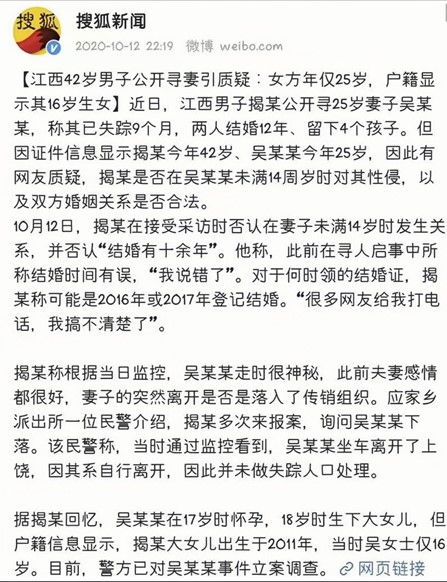 搜狐
搜狐新闻
2020-10-12 22:19 微博 weibo.com
【江西42岁男子公开寻妻引质疑：女方年仅25岁，户籍显
示其16岁生女】近日，江西男子揭某公开寻25岁妻子吴某
某，称其已失踪9个月，两人结婚12年、留下4个孩子。但
因证件信息显示揭某今年42岁、吴某某今年25岁，因此有
网友质疑，揭某是否在吴某某未满14周岁时对其性侵，以
及双方婚姻关系是否合法。
10月12日，揭某在接受采访时否认在妻子未满14岁时发生关
系，并否认“结婚有十余年”。他称，此前在寻人启事中所
称结婚时间有误，“我说错了”。对于何时领的结婚证，揭
某称可能是2016年或2017年登记结婚。“很多网友给我打电
话，我搞不清楚了”。
揭某称根据当日监控，吴某某走时很神秘，此前夫妻感情
都很好，妻子的突然离开是否是落入了传销组织。应家乡
派出所一位民警介绍，揭某多次来报案，询问吴某某下
落。该民警称，当时通过监控看到，吴某某坐车离开了上
饶，因其系自行离开，因此并未做失踪人口处理。
据揭某回忆，吴某某在17岁时怀孕，18岁时生下大女儿，但
户籍信息显示，揭某大女儿出生于2011年，当时吴女士仅16
岁。目前，警方已对吴某某事件立案调查。网页链接